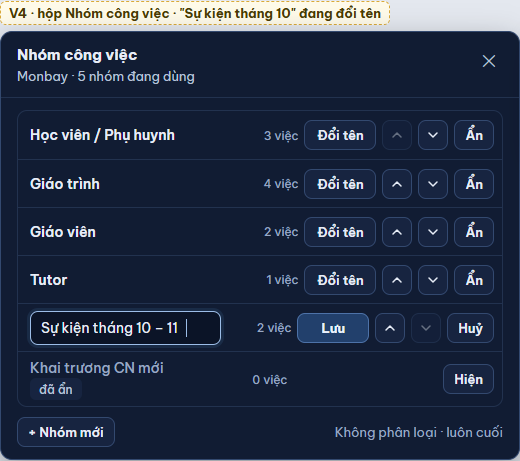 V4 · hộp Nhóm công việc · "Sự kiện tháng 10" đang đổi tên
Nhóm công việc
Monbay · 5 nhóm đang dùng
Học viên / Phụ huynh 3 việc Đổi tên Ẩn
Giáo trình 4 việc Đổi tên Ẩn
Giáo viên 2 việc Đổi tên Ẩn
Tutor 1 việc Đổi tên Ẩn
Sự kiện tháng 10 – 11 2 việc Lưu Huỷ
Khai trương CN mới 0 việc Hiện
đã ẩn
+ Nhóm mới Không phân loại · luôn cuối